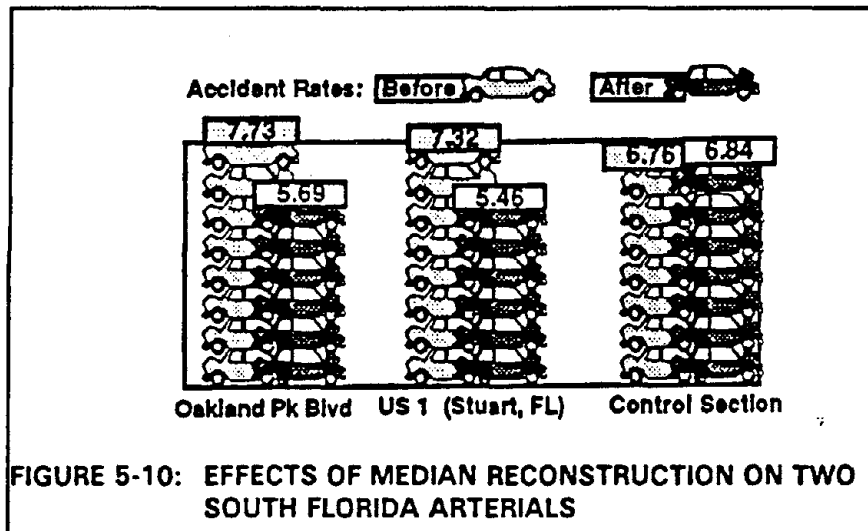 Accident Rates: Before After
7.73 7.32 6.76 6.84
5.69 5.46
Oakland Pk Blvd US 1 (Stuart, FL) Control Section
FIGURE 5-10: EFFECTS OF MEDIAN RECONSTRUCTION ON TWO
SOUTH FLORIDA ARTERIALS